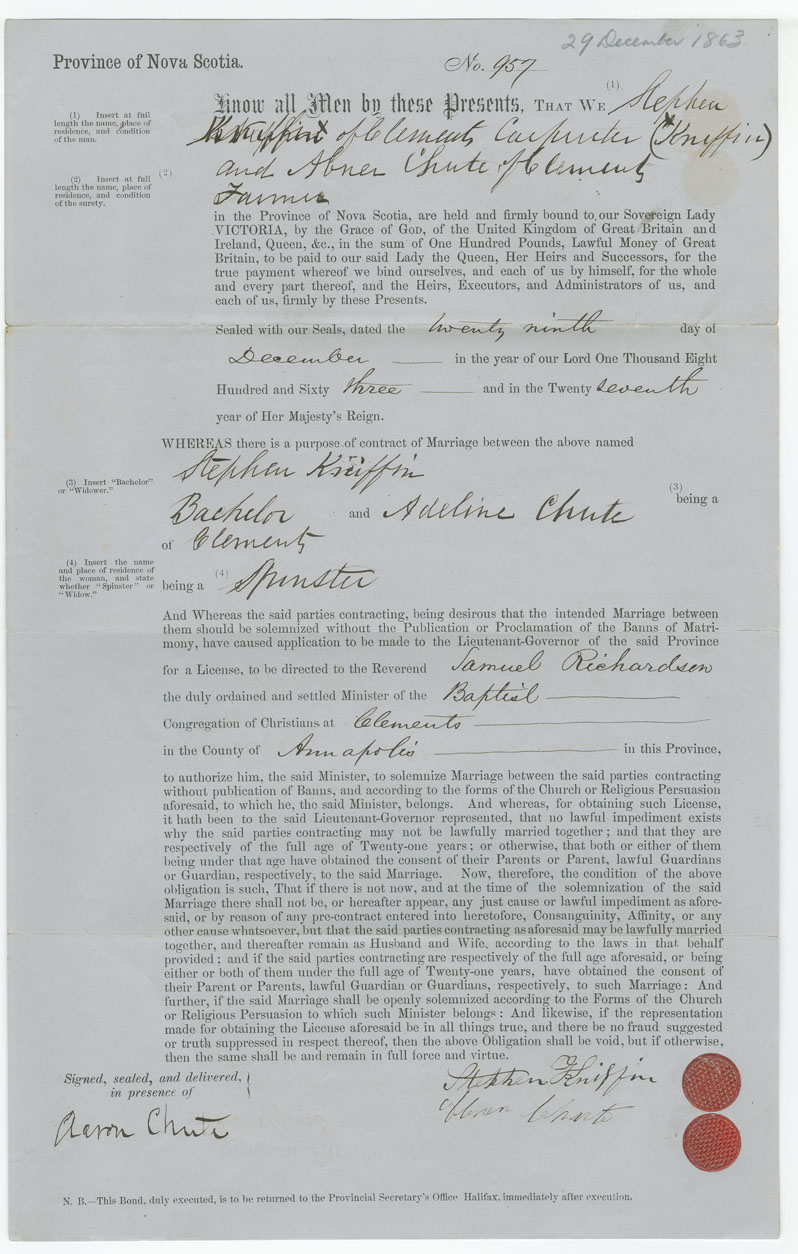 29 December 1863
Province of Nova Scotia.
No. 957
Know all Men by these Presents, THAT WE (1) Stephen
of Clements Carpenter (Kniffin)
and Abner Chute of Clements
Farmer
(1) Insert at full
length the name, place of
residence, and condition
of the man.
(2)
(2) Insert at full
length the name, place of
residence, and condition
of the surety.
in the Province of Nova Scotia, are held and firmly bound to our Sovereign Lady
VICTORIA, by the Grace of GOD, of the United Kingdom of Great Britain and
Ireland, Queen, &c., in the sum of One Hundred Pounds, Lawful Money of Great
Britain, to be paid to our said Lady the Queen, Her Heirs and Successors, for the
true payment whereof we bind ourselves, and each of us by himself, for the whole
and every part thereof, and the Heirs, Executors, and Administrators of us, and
each of us, firmly by these Presents.
Sealed with our Seals, dated the twenty ninth day of
December in the year of our Lord One Thousand Eight
Hundred and Sixty three and in the Twenty seventh
year of Her Majesty's Reign.
WHEREAS there is a purpose of contract of Marriage between the above named
Stephen Kniffin
(3) Insert "Bachelor"
or "Widower."
(3)
being a
Bachelor and Adeline Chute
of Clements
(4) Insert the name
and place of residence of
the woman, and state
whether "Spinster" or
"Widow."
being a (4) Spinster
And Whereas the said parties contracting, being desirous that the intended Marriage between
them should be solemnized without the Publication or Proclamation of the Banns of Matri-
mony, have caused application to be made to the Lieutenant-Governor of the said Province
for a License, to be directed to the Reverend Samuel Richardson
the duly ordained and settled Minister of the Baptist
Congregation of Christians at Clements
in the County of Annapolis in this Province,
to authorize him, the said Minister, to solemnize Marriage between the said parties contracting
without publication of Banns, and according to the forms of the Church or Religious Persuasion
aforesaid, to which he, the said Minister, belongs. And whereas, for obtaining such License,
it hath been to the said Lieutenant-Governor represented, that no lawful impediment exists
why the said parties contracting may not be lawfully married together; and that they are
respectively of the full age of Twenty-one years; or otherwise, that both or either of them
being under that age have obtained the consent of their Parents or Parent, lawful Guardians
or Guardian, respectively, to the said Marriage. Now, therefore, the condition of the above
obligation is such, That if there is not now, and at the time of the solemnization of the said
Marriage there shall not be, or hereafter appear, any just cause or lawful impediment as afore-
said, or by reason of any pre-contract entered into heretofore, Consanguinity, Affinity, or any
other cause whatsoever, but that the said parties contracting as aforesaid may be lawfully married
together, and thereafter remain as Husband and Wife, according to the laws in that behalf
provided; and if the said parties contracting are respectively of the full age aforesaid, or being
either or both of them under the full age of Twenty-one years, have obtained the consent of
their Parent or Parents, lawful Guardian or Guardians, respectively, to such Marriage: And
further, if the said Marriage shall be openly solemnized according to the Forms of the Church
or Religious Persuasion to which such Minister belongs: And likewise, if the representation
made for obtaining the License aforesaid be in all things true, and there be no fraud suggested
or truth suppressed in respect thereof, then the above Obligation shall be void, but if otherwise,
then the same shall be and remain in full force and virtue.
Signed, sealed, and delivered,
in presence of
Stephen Kniffin
Abner Chute
Aaron Chute
N. B.—This Bond, duly executed, is to be returned to the Provincial Secretary's Office Halifax, immediately after execution.